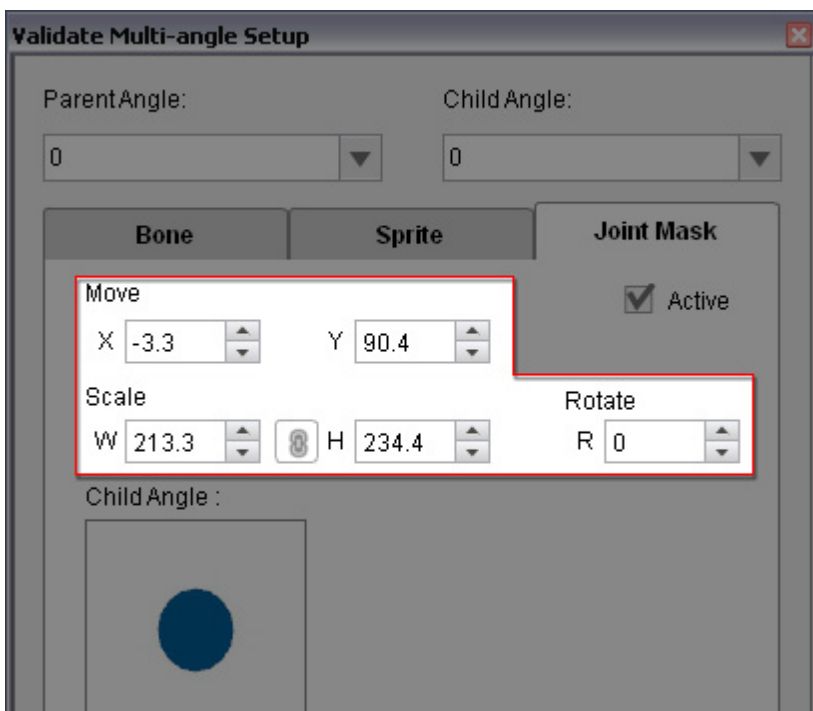 Validate Multi-angle Setup
Parent Angle: Child Angle:
0 0
Bone Sprite Joint Mask
Move Active
X -3.3 Y 90.4
Scale Rotate
W 213.3 H 234.4 R 0
Child Angle :